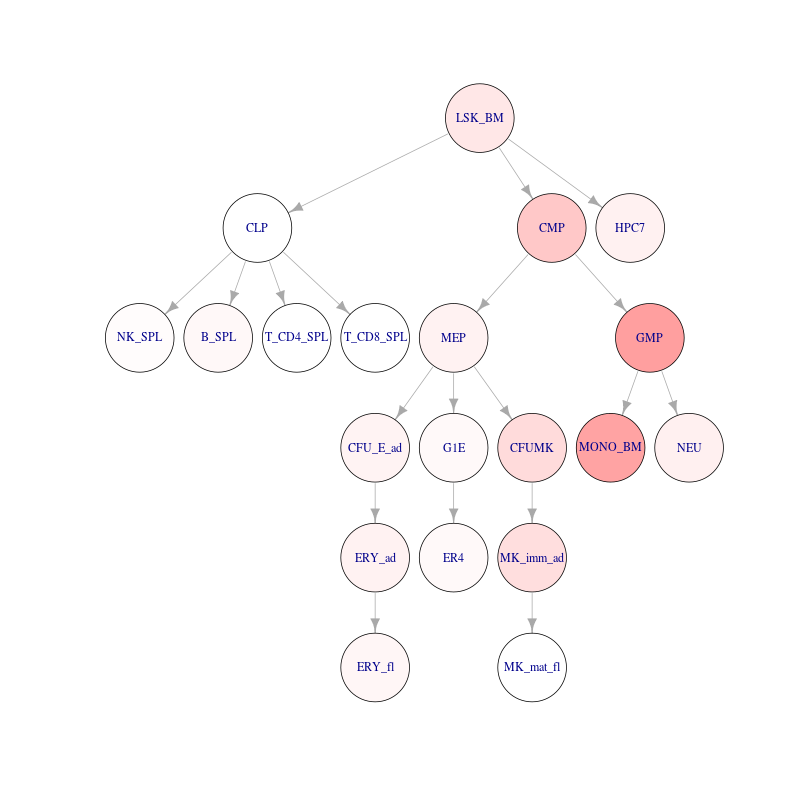 LSK_BM
CLP
CMP
HPC7
NK_SPL
B_SPL
T_CD4_SPL
T_CD8_SPL
MEP
GMP
CFU_E_ad
G1E
CFUMK
MONO_BM
NEU
ERY_ad
ER4
MK_imm_ad
ERY_fl
MK_mat_fl